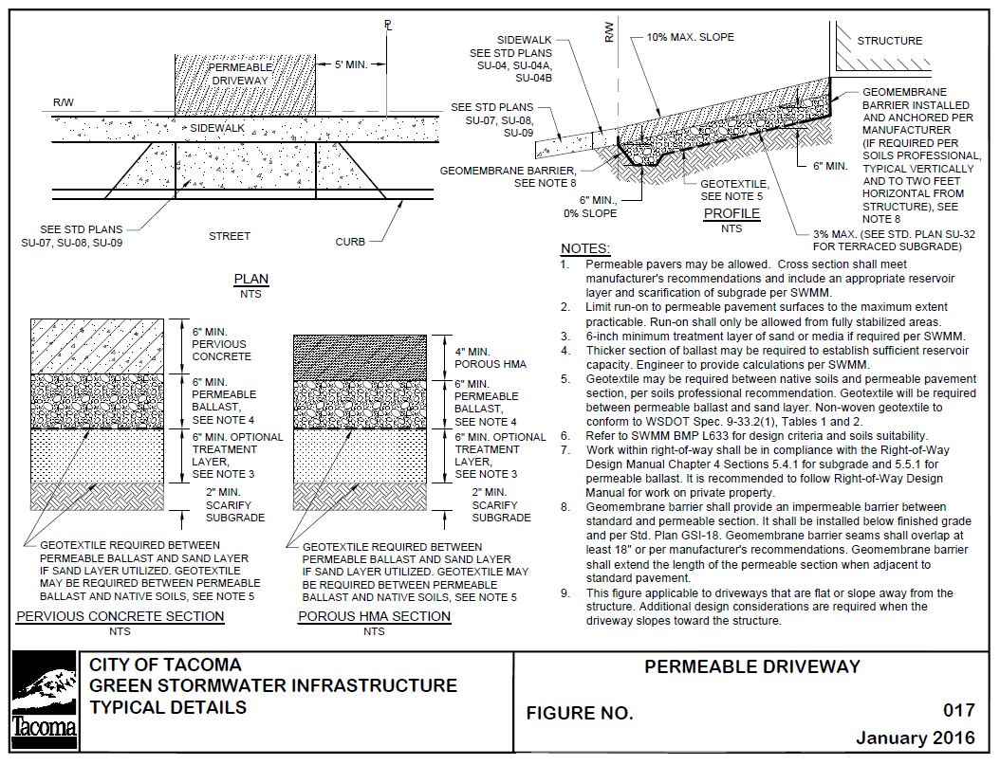 PL
PERMEABLE
DRIVEWAY
5' MIN.
R/W
SIDEWALK
SEE STD PLANS
SU-07, SU-08, SU-09
STREET
CURB
PLAN
NTS
SIDEWALK
SEE STD PLANS
SU-04, SU-04A,
SU-04B
R/W
10% MAX. SLOPE
STRUCTURE
SEE STD PLANS
SU-07, SU-08,
SU-09
GEOMEMBRANE BARRIER,
SEE NOTE 8
6" MIN.,
0% SLOPE
GEOTEXTILE,
SEE NOTE 5
6" MIN.
GEOMEMBRANE
BARRIER INSTALLED
AND ANCHORED PER
MANUFACTURER
(IF REQUIRED PER
SOILS PROFESSIONAL,
TYPICAL VERTICALLY
AND TO TWO FEET
HORIZONTAL FROM
STRUCTURE), SEE
NOTE 8
3% MAX. (SEE STD. PLAN SU-32
FOR TERRACED SUBGRADE)
PROFILE
NTS
6" MIN.
PERVIOUS
CONCRETE
6" MIN.
PERMEABLE
BALLAST,
SEE NOTE 4
6" MIN. OPTIONAL
TREATMENT
LAYER,
SEE NOTE 3
2" MIN.
SCARIFY
SUBGRADE
GEOTEXTILE REQUIRED BETWEEN
PERMEABLE BALLAST AND SAND LAYER
IF SAND LAYER UTILIZED. GEOTEXTILE
MAY BE REQUIRED BETWEEN PERMEABLE
BALLAST AND NATIVE SOILS, SEE NOTE 5
PERVIOUS CONCRETE SECTION
NTS
4" MIN.
POROUS HMA
6" MIN.
PERMEABLE
BALLAST,
SEE NOTE 4
6" MIN. OPTIONAL
TREATMENT
LAYER,
SEE NOTE 3
2" MIN.
SCARIFY
SUBGRADE
GEOTEXTILE REQUIRED BETWEEN
PERMEABLE BALLAST AND SAND LAYER
IF SAND LAYER UTILIZED. GEOTEXTILE MAY
BE REQUIRED BETWEEN PERMEABLE
BALLAST AND NATIVE SOILS, SEE NOTE 5
POROUS HMA SECTION
NTS
NOTES:
1. Permeable pavers may be allowed. Cross section shall meet
manufacturer's recommendations and include an appropriate reservoir
layer and scarification of subgrade per SWMM.
2. Limit run-on to permeable pavement surfaces to the maximum extent
practicable. Run-on shall only be allowed from fully stabilized areas.
3. 6-inch minimum treatment layer of sand or media if required per SWMM.
4. Thicker section of ballast may be required to establish sufficient reservoir
capacity. Engineer to provide calculations per SWMM.
5. Geotextile may be required between native soils and permeable pavement
section, per soils professional recommendation. Geotextile will be required
between permeable ballast and sand layer. Non-woven geotextile to
conform to WSDOT Spec. 9-33.2(1), Tables 1 and 2.
6. Refer to SWMM BMP L633 for design criteria and soils suitability.
7. Work within right-of-way shall be in compliance with the Right-of-Way
Design Manual Chapter 4 Sections 5.4.1 for subgrade and 5.5.1 for
permeable ballast. It is recommended to follow Right-of-Way Design
Manual for work on private property.
8. Geomembrane barrier shall provide an impermeable barrier between
standard and permeable section. It shall be installed below finished grade
and per Std. Plan GSI-18. Geomembrane barrier seams shall overlap at
least 18" or per manufacturer's recommendations. Geomembrane barrier
shall extend the length of the permeable section when adjacent to
standard pavement.
9. This figure applicable to driveways that are flat or slope away from the
structure. Additional design considerations are required when the
driveway slopes toward the structure.
Tacoma
CITY OF TACOMA
GREEN STORMWATER INFRASTRUCTURE
TYPICAL DETAILS
PERMEABLE DRIVEWAY
FIGURE NO. 017
January 2016